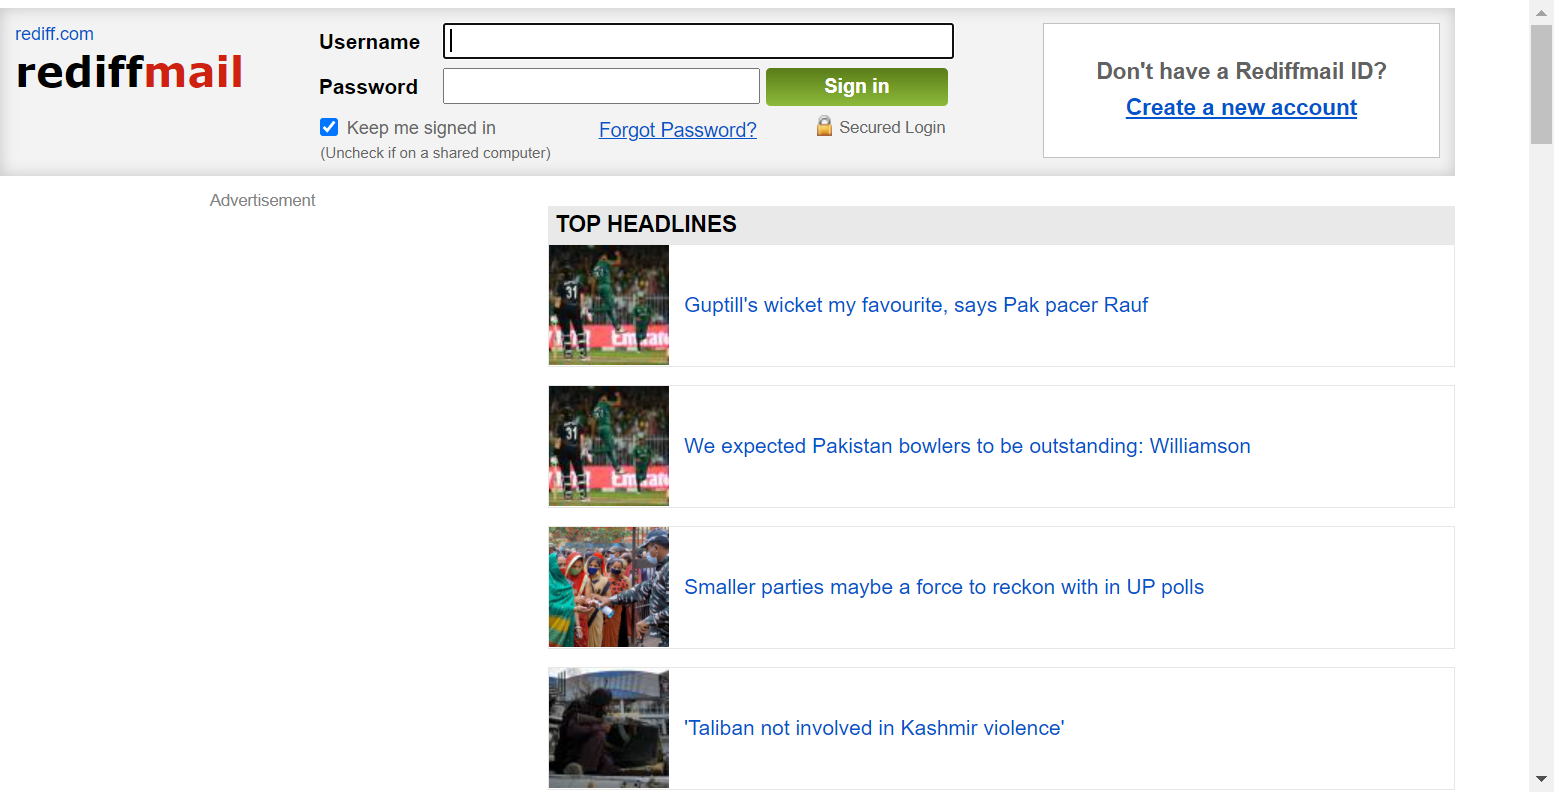 rediff.com
rediffmail
Username
Password
Sign in
Keep me signed in
Forgot Password?
Secured Login
(Uncheck if on a shared computer)
Don't have a Rediffmail ID?
Create a new account
Advertisement
TOP HEADLINES
31
Guptill's wicket my favourite, says Pak pacer Rauf
31
We expected Pakistan bowlers to be outstanding: Williamson
Smaller parties maybe a force to reckon with in UP polls
'Taliban not involved in Kashmir violence'